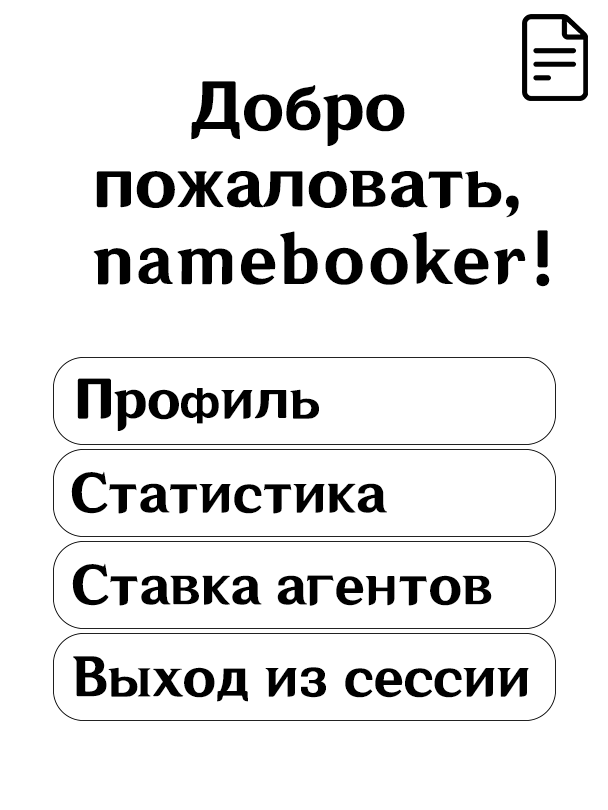 Добро
пожаловать,
namebooker!
Профиль
Статистика
Ставка агентов
Выход из сессии